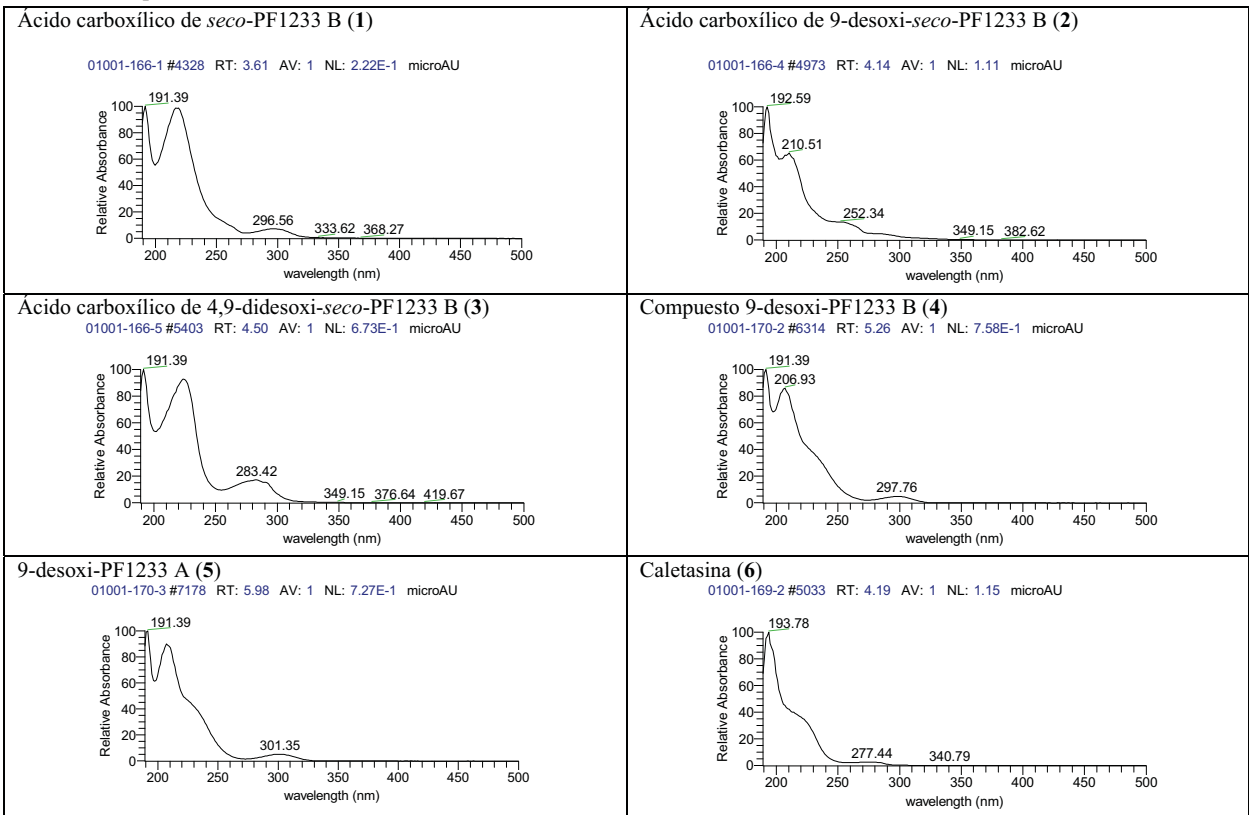 Ácido carboxílico de seco-PF1233 B (1)
01001-166-1 #4328 RT: 3.61 AV: 1 NL: 2.22E-1 microAU
191.39
296.56
333.62
368.27
100
80
60
40
20
0
Relative Absorbance
200 250 300 350 400 450 500
wavelength (nm)
Ácido carboxílico de 9-desoxi-seco-PF1233 B (2)
01001-166-4 #4973 RT: 4.14 AV: 1 NL: 1.11 microAU
192.59
210.51
252.34
349.15
382.62
100
80
60
40
20
0
Relative Absorbance
200 250 300 350 400 450 500
wavelength (nm)
Ácido carboxílico de 4,9-didesoxi-seco-PF1233 B (3)
01001-166-5 #5403 RT: 4.50 AV: 1 NL: 6.73E-1 microAU
191.39
283.42
349.15
376.64
419.67
100
80
60
40
20
0
Relative Absorbance
200 250 300 350 400 450 500
wavelength (nm)
Compuesto 9-desoxi-PF1233 B (4)
01001-170-2 #6314 RT: 5.26 AV: 1 NL: 7.58E-1 microAU
191.39
206.93
297.76
100
80
60
40
20
0
Relative Absorbance
200 250 300 350 400 450 500
wavelength (nm)
9-desoxi-PF1233 A (5)
01001-170-3 #7178 RT: 5.98 AV: 1 NL: 7.27E-1 microAU
191.39
301.35
100
80
60
40
20
0
Relative Absorbance
200 250 300 350 400 450 500
wavelength (nm)
Caletasina (6)
01001-169-2 #5033 RT: 4.19 AV: 1 NL: 1.15 microAU
193.78
277.44
340.79
100
80
60
40
20
0
Relative Absorbance
200 250 300 350 400 450 500
wavelength (nm)